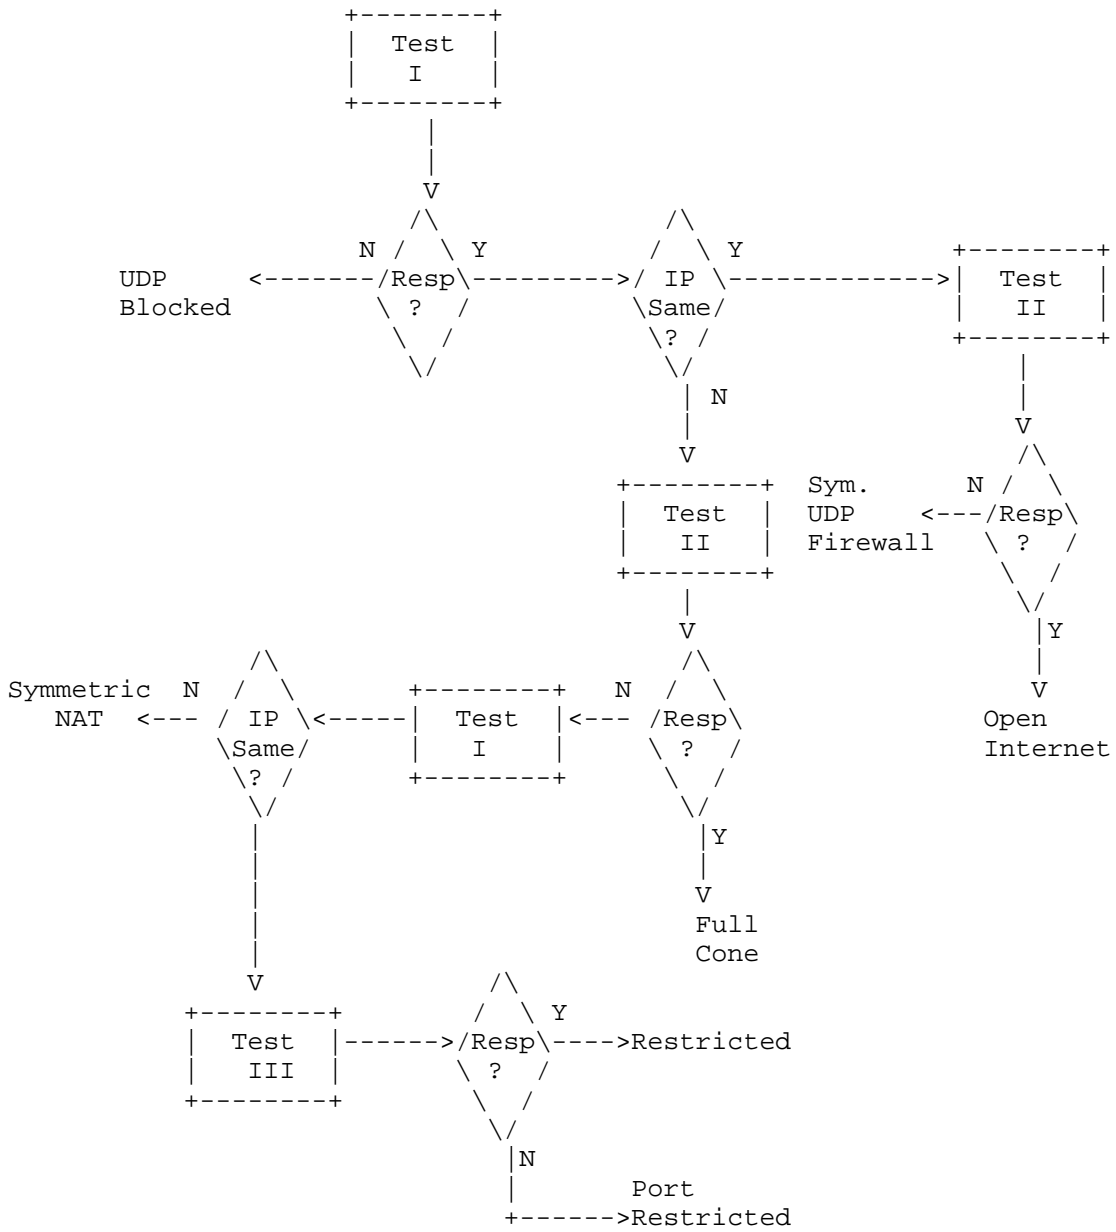 Test
I
N
Y
Y
UDP
Blocked
Resp
?
IP
Same
?
Test
II
N
Test
II
Sym.
UDP
Firewall
N
Resp
?
Y
Open
Internet
Symmetric
NAT
N
IP
Same
?
Test
I
N
Resp
?
Y
Full
Cone
Test
III
Resp
?
Y
Restricted
N
Port
Restricted